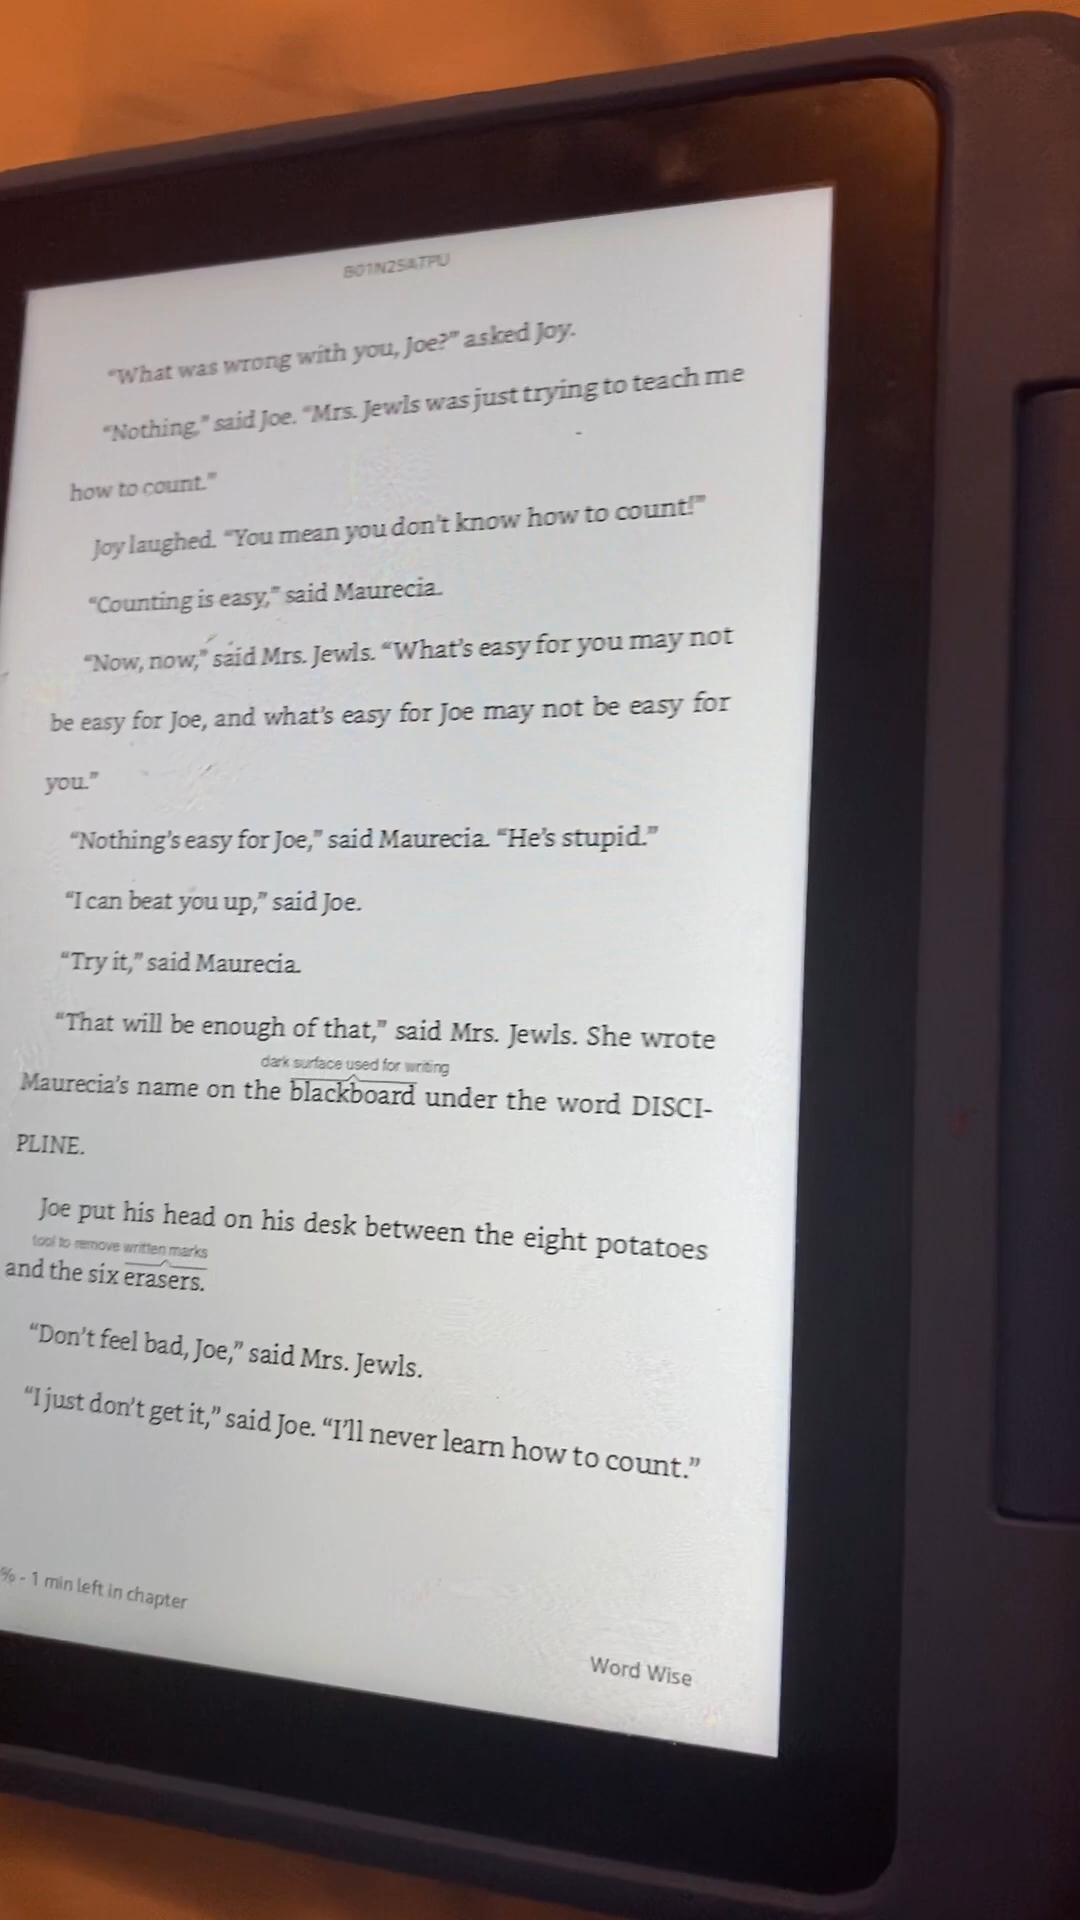 B01N25ATPU
“What was wrong with you, Joe?” asked Joy.
“Nothing,” said Joe. “Mrs. Jewls was just trying to teach me
how to count.”
Joy laughed. “You mean you don’t know how to count!”
“Counting is easy,” said Maurecia.
“Now, now,” said Mrs. Jewls. “What’s easy for you may not
be easy for Joe, and what’s easy for Joe may not be easy for
you.”
“Nothing’s easy for Joe,” said Maurecia. “He’s stupid.”
“I can beat you up,” said Joe.
“Try it,” said Maurecia.
“That will be enough of that,” said Mrs. Jewls. She wrote
dark surface used for writing
Maurecia’s name on the blackboard under the word DISCI-
PLINE.
Joe put his head on his desk between the eight potatoes
tool to remove written marks
and the six erasers.
“Don’t feel bad, Joe,” said Mrs. Jewls.
“I just don’t get it,” said Joe. “I’ll never learn how to count.”
% - 1 min left in chapter
Word Wise